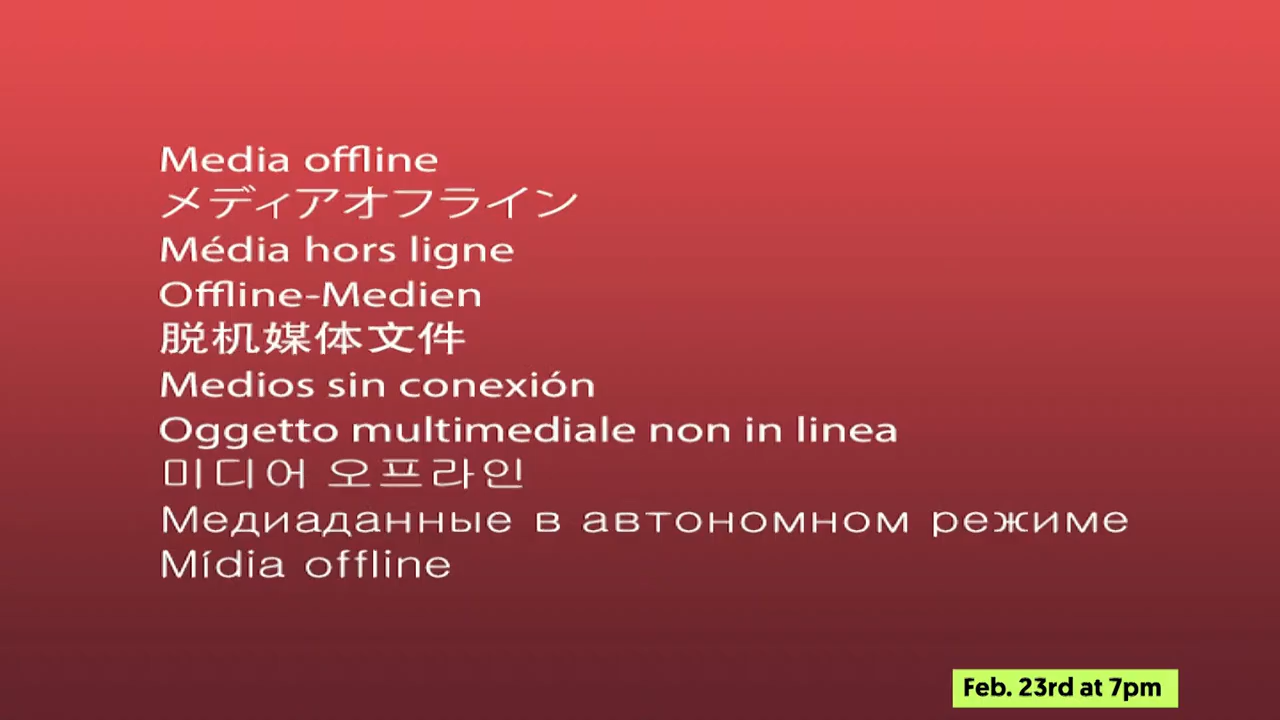 Media offline
メディアオフライン
Média hors ligne
Offline-Medien
脱机媒体文件
Medios sin conexión
Oggetto multimediale non in linea
미디어 오프라인
Медиаданные в автономном режиме
Mídia offline
Feb. 23rd at 7pm